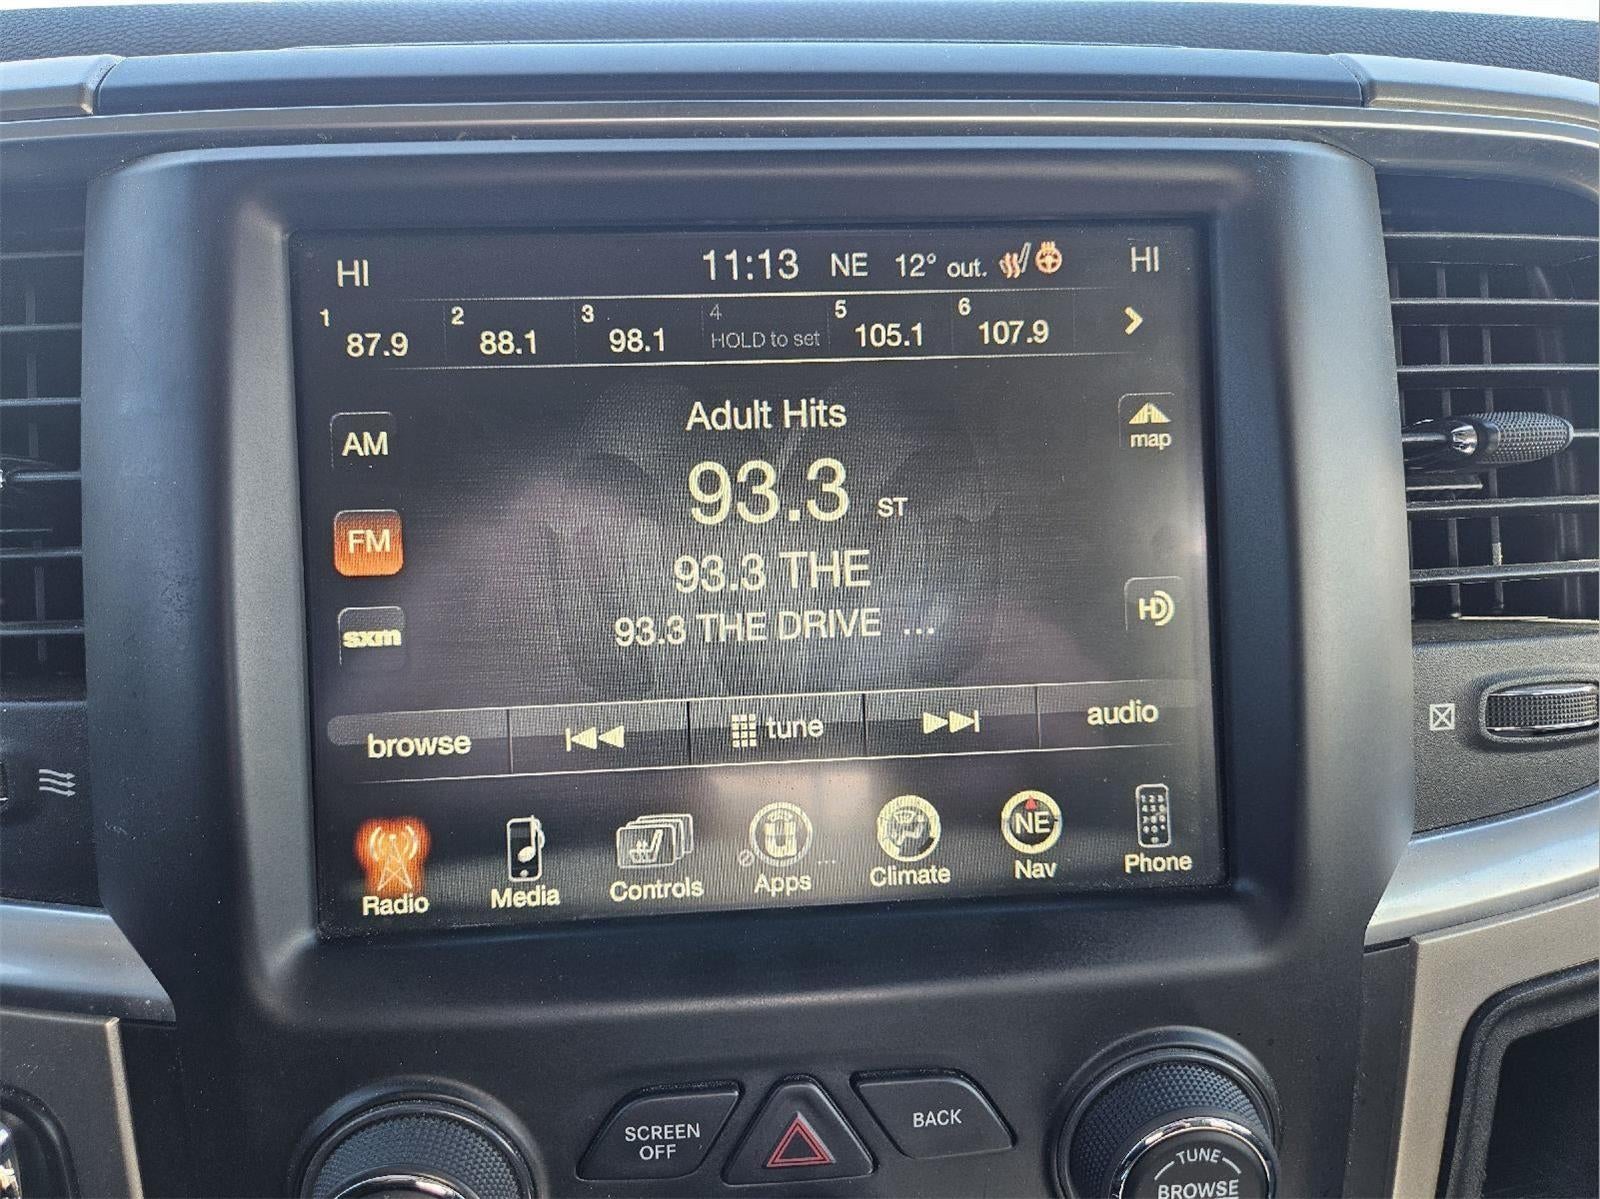 HI 11:13 NE 12° out. HI
1 87.9 2 88.1 3 98.1 4 HOLD to set 5 105.1 6 107.9
Adult Hits
AM
map
93.3 ST
FM
93.3 THE
HD
sxm
93.3 THE DRIVE ...
browse tune audio
NE
Radio Media Controls Apps ... Climate Nav Phone
SCREEN
OFF
BACK
TUNE
BROWSE